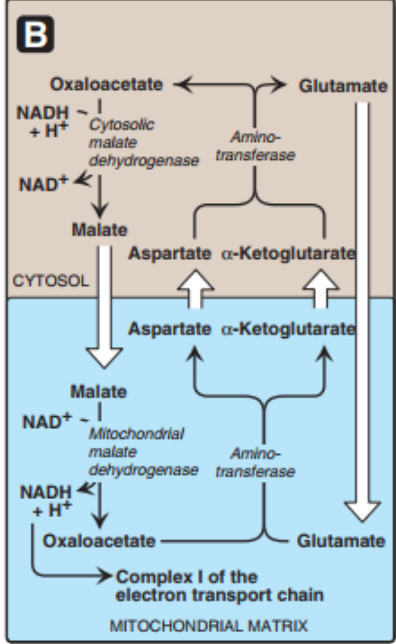 B
Oxaloacetate
Glutamate
NADH
+ H+
Cytosolic
malate
dehydrogenase
Amino-
transferase
NAD+
Malate
Aspartate α-Ketoglutarate
CYTOSOL
Aspartate α-Ketoglutarate
Malate
NAD+
Mitochondrial
malate
dehydrogenase
Amino-
transferase
NADH
+ H+
Oxaloacetate
Glutamate
Complex I of the
electron transport chain
MITOCHONDRIAL MATRIX